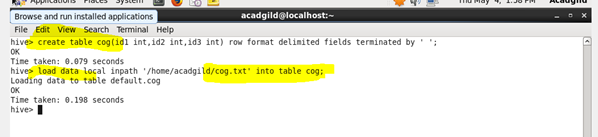 Applications Places System
Thu May 4, 1:58 PM Acadgild
Browse and run installed applications
acadgild@localhost:~
File Edit View Search Terminal Help
hive> create table cog(id1 int,id2 int,id3 int) row format delimited fields terminated by ' ';
OK
Time taken: 0.079 seconds
hive> load data local inpath '/home/acadgild/cog.txt' into table cog;
Loading data to table default.cog
OK
Time taken: 0.198 seconds
hive>